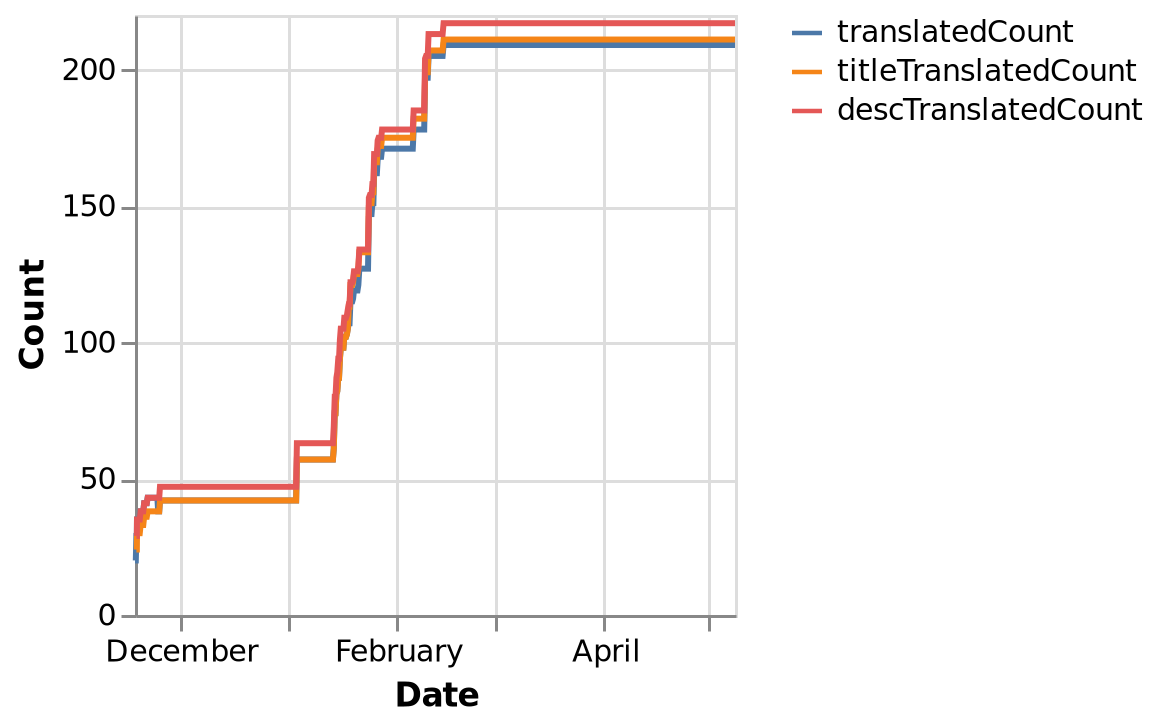 translatedCount
titleTranslatedCount
descTranslatedCount
200
150
100
50
0
Count
December February April
Date